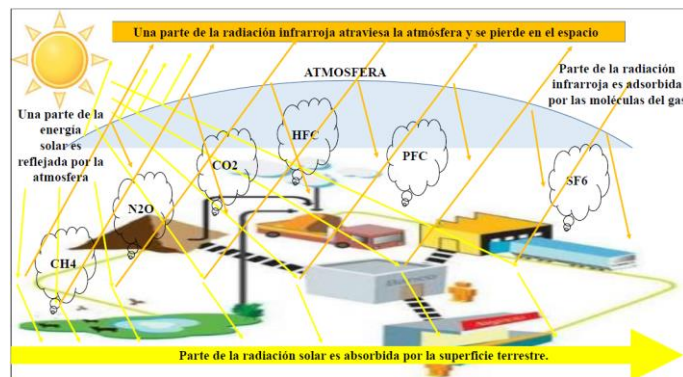 Una parte de la radiación infrarroja atraviesa la atmósfera y se pierde en el espacio
ATMOSFERA
Parte de la radiación
infrarroja es adsorbida
por las moléculas del gas
Una parte de la
energía
solar es
reflejada por la
atmosfera
HFC
CO2
PFC
SF6
N2O
CH4
Parte de la radiación solar es absorbida por la superficie terrestre.